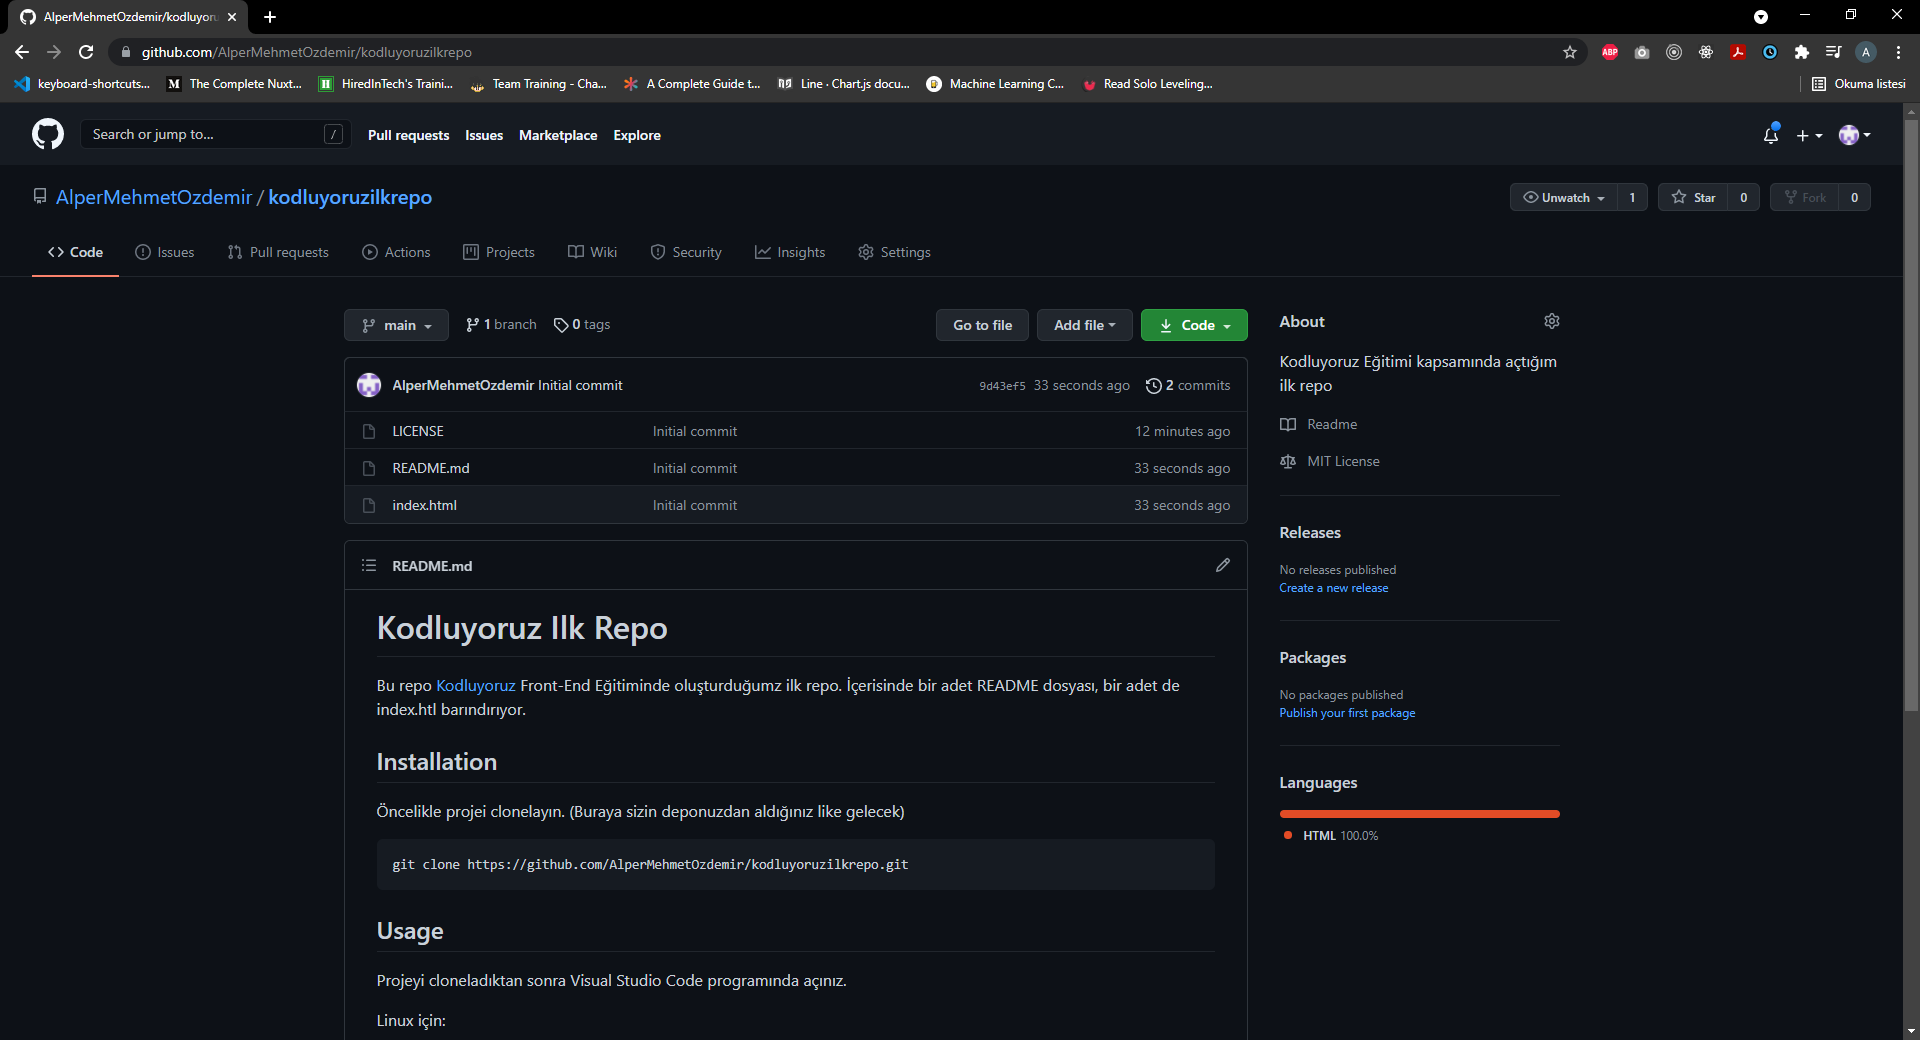 AlperMehmetOzdemir/kodluyoru
github.com/AlperMehmetOzdemir/kodluyoruzilkrepo
ABP
A
keyboard-shortcuts... The Complete Nuxt... HiredInTech's Traini... Team Training - Cha... A Complete Guide t... Line · Chart.js docu... Machine Learning C... Read Solo Leveling... Okuma listesi
Search or jump to... / Pull requests Issues Marketplace Explore
AlperMehmetOzdemir / kodluyoruzilkrepo
Unwatch 1 Star 0 Fork 0
Code Issues Pull requests Actions Projects Wiki Security Insights Settings
main 1 branch 0 tags Go to file Add file Code
AlperMehmetOzdemir Initial commit 9d43ef5 33 seconds ago 2 commits
LICENSE Initial commit 12 minutes ago
README.md Initial commit 33 seconds ago
index.html Initial commit 33 seconds ago
README.md
Kodluyoruz Ilk Repo
Bu repo Kodluyoruz Front-End Eğitiminde oluşturduğumz ilk repo. İçerisinde bir adet README dosyası, bir adet de
index.htl barındırıyor.
Installation
Öncelikle projei clonelayın. (Buraya sizin deponuzdan aldığınız like gelecek)
git clone https://github.com/AlperMehmetOzdemir/kodluyoruzilkrepo.git
Usage
Projeyi cloneladıktan sonra Visual Studio Code programında açınız.
Linux için:
About
Kodluyoruz Eğitimi kapsamında açtığım
ilk repo
Readme
MIT License
Releases
No releases published
Create a new release
Packages
No packages published
Publish your first package
Languages
HTML 100.0%